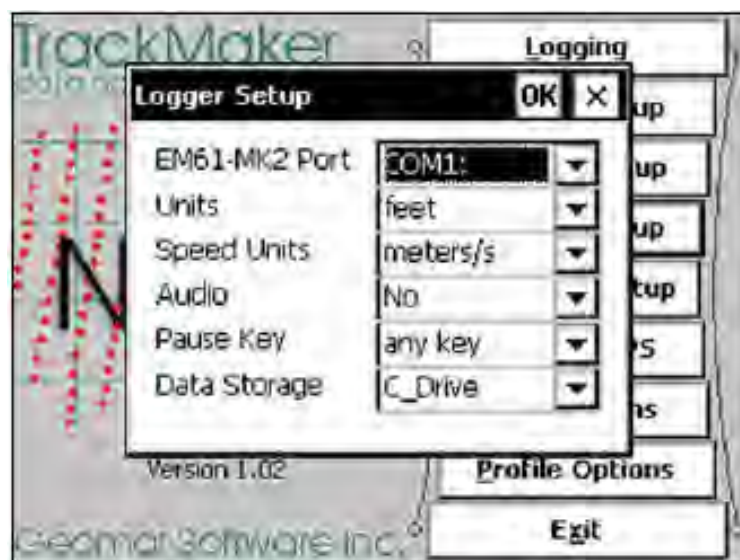 TrackMaker
Logging
Logger Setup
OK
up
EM61-MK2 Port
COM1:
up
Units
feet
Speed Units
meters/s
up
Audio
No
tup
Pause Key
any key
S
Data Storage
C_Drive
ns
N
Version 1.02
Profile Options
Geomar Software Inc.
Exit